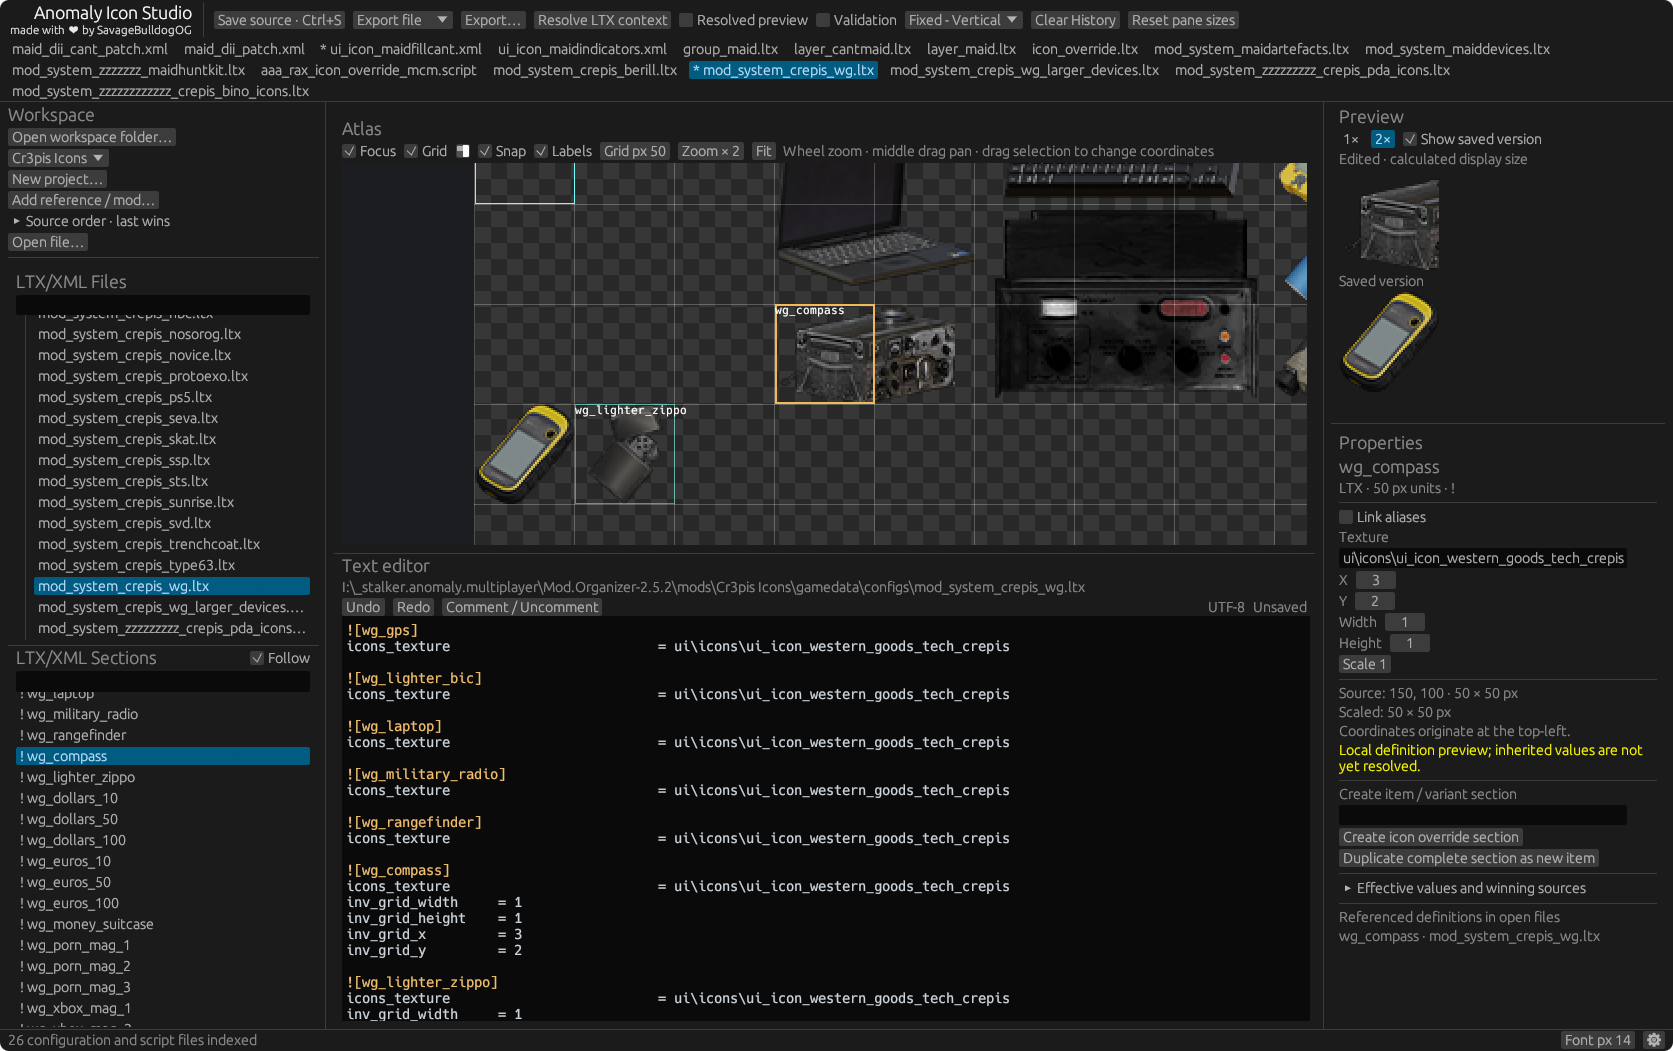 Anomaly Icon Studio
made with ❤ by SavageBulldogOG
Save source · Ctrl+S
Export file ▼
Export…
Resolve LTX context
Resolved preview
Validation
Fixed - Vertical ▼
Clear History
Reset pane sizes
maid_dii_cant_patch.xml
maid_dii_patch.xml
* ui_icon_maidfillcant.xml
ui_icon_maidindicators.xml
group_maid.ltx
layer_cantmaid.ltx
layer_maid.ltx
icon_override.ltx
mod_system_maidartefacts.ltx
mod_system_maiddevices.ltx
mod_system_zzzzzzz_maidhuntkit.ltx
aaa_rax_icon_override_mcm.script
mod_system_crepis_berill.ltx
* mod_system_crepis_wg.ltx
mod_system_crepis_wg_larger_devices.ltx
mod_system_zzzzzzzzz_crepis_pda_icons.ltx
mod_system_zzzzzzzzzzzz_crepis_bino_icons.ltx
Workspace
Open workspace folder…
Cr3pis Icons ▼
New project…
Add reference / mod…
Source order · last wins
Open file…
LTX/XML Files
mod_system_crepis_nosorog.ltx
mod_system_crepis_novice.ltx
mod_system_crepis_protoexo.ltx
mod_system_crepis_ps5.ltx
mod_system_crepis_seva.ltx
mod_system_crepis_skat.ltx
mod_system_crepis_ssp.ltx
mod_system_crepis_sts.ltx
mod_system_crepis_sunrise.ltx
mod_system_crepis_svd.ltx
mod_system_crepis_trenchcoat.ltx
mod_system_crepis_type63.ltx
mod_system_crepis_wg.ltx
mod_system_crepis_wg_larger_devices.…
mod_system_zzzzzzzzz_crepis_pda_icons…
LTX/XML Sections
Follow
! wg_laptop
! wg_military_radio
! wg_rangefinder
! wg_compass
! wg_lighter_zippo
! wg_dollars_10
! wg_dollars_50
! wg_dollars_100
! wg_euros_10
! wg_euros_50
! wg_euros_100
! wg_money_suitcase
! wg_porn_mag_1
! wg_porn_mag_2
! wg_porn_mag_3
! wg_xbox_mag_1
26 configuration and script files indexed
Atlas
Focus
Grid
Snap
Labels
Grid px 50
Zoom × 2
Fit
Wheel zoom · middle drag pan · drag selection to change coordinates
wg_compass
wg_lighter_zippo
Text editor
I:\_stalker.anomaly.multiplayer\Mod.Organizer-2.5.2\mods\Cr3pis Icons\gamedata\configs\mod_system_crepis_wg.ltx
Undo
Redo
Comment / Uncomment
UTF-8
Unsaved
![wg_gps]
icons_texture = ui\icons\ui_icon_western_goods_tech_crepis
![wg_lighter_bic]
icons_texture = ui\icons\ui_icon_western_goods_tech_crepis
![wg_laptop]
icons_texture = ui\icons\ui_icon_western_goods_tech_crepis
![wg_military_radio]
icons_texture = ui\icons\ui_icon_western_goods_tech_crepis
![wg_rangefinder]
icons_texture = ui\icons\ui_icon_western_goods_tech_crepis
![wg_compass]
icons_texture = ui\icons\ui_icon_western_goods_tech_crepis
inv_grid_width = 1
inv_grid_height = 1
inv_grid_x = 3
inv_grid_y = 2
![wg_lighter_zippo]
icons_texture = ui\icons\ui_icon_western_goods_tech_crepis
inv_grid_width = 1
Preview
1×
2×
Show saved version
Edited · calculated display size
Saved version
Properties
wg_compass
LTX · 50 px units · !
Link aliases
Texture
ui\icons\ui_icon_western_goods_tech_crepis
X 3
Y 2
Width 1
Height 1
Scale 1
Source: 150, 100 · 50 × 50 px
Scaled: 50 × 50 px
Coordinates originate at the top-left.
Local definition preview; inherited values are not
yet resolved.
Create item / variant section
Create icon override section
Duplicate complete section as new item
Effective values and winning sources
Referenced definitions in open files
wg_compass · mod_system_crepis_wg.ltx
Font px 14